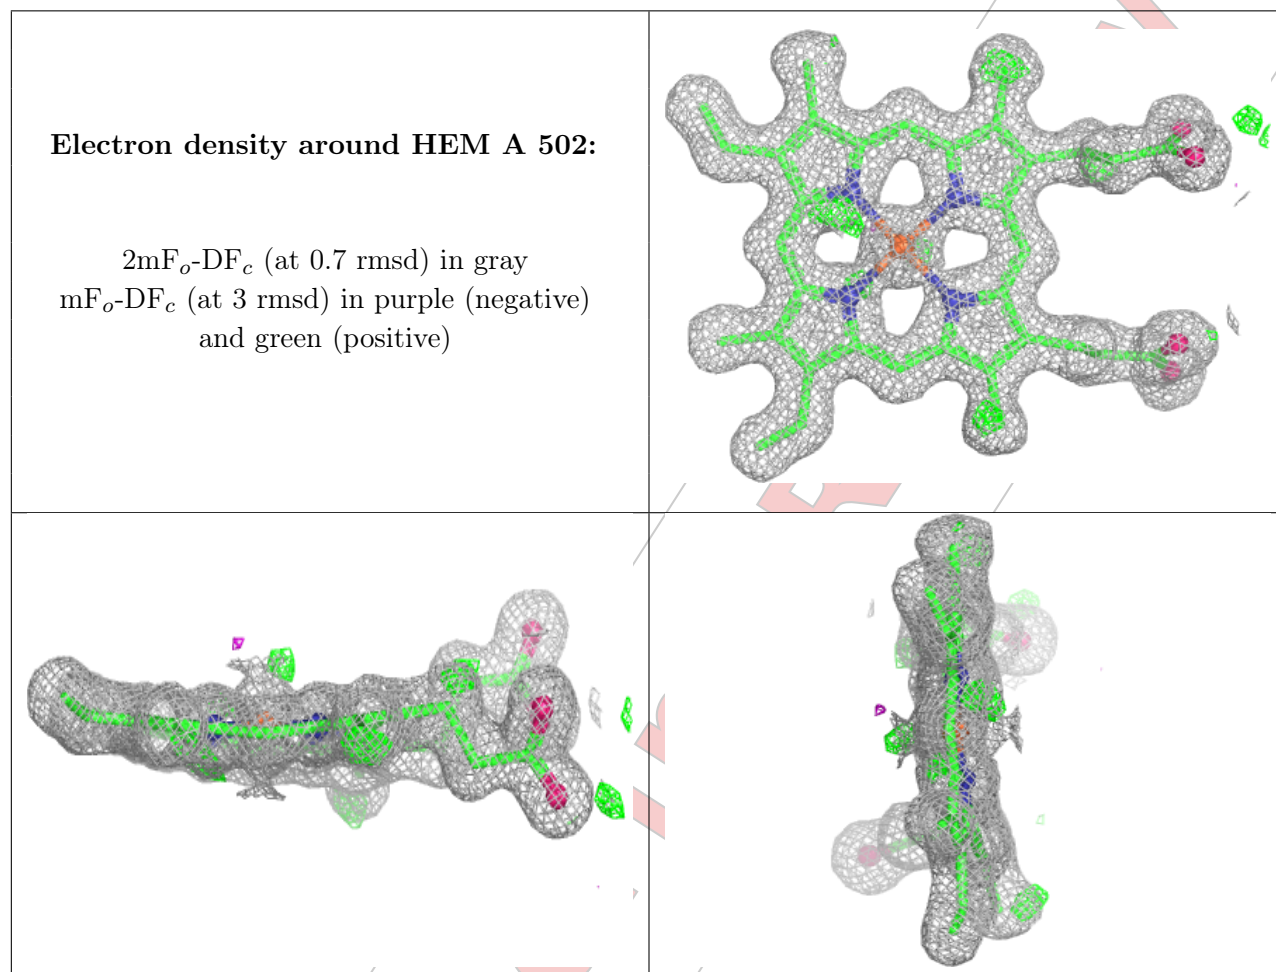 Electron density around HEM A 502:
2mFo-DFc (at 0.7 rmsd) in gray
mFo-DFc (at 3 rmsd) in purple (negative)
and green (positive)